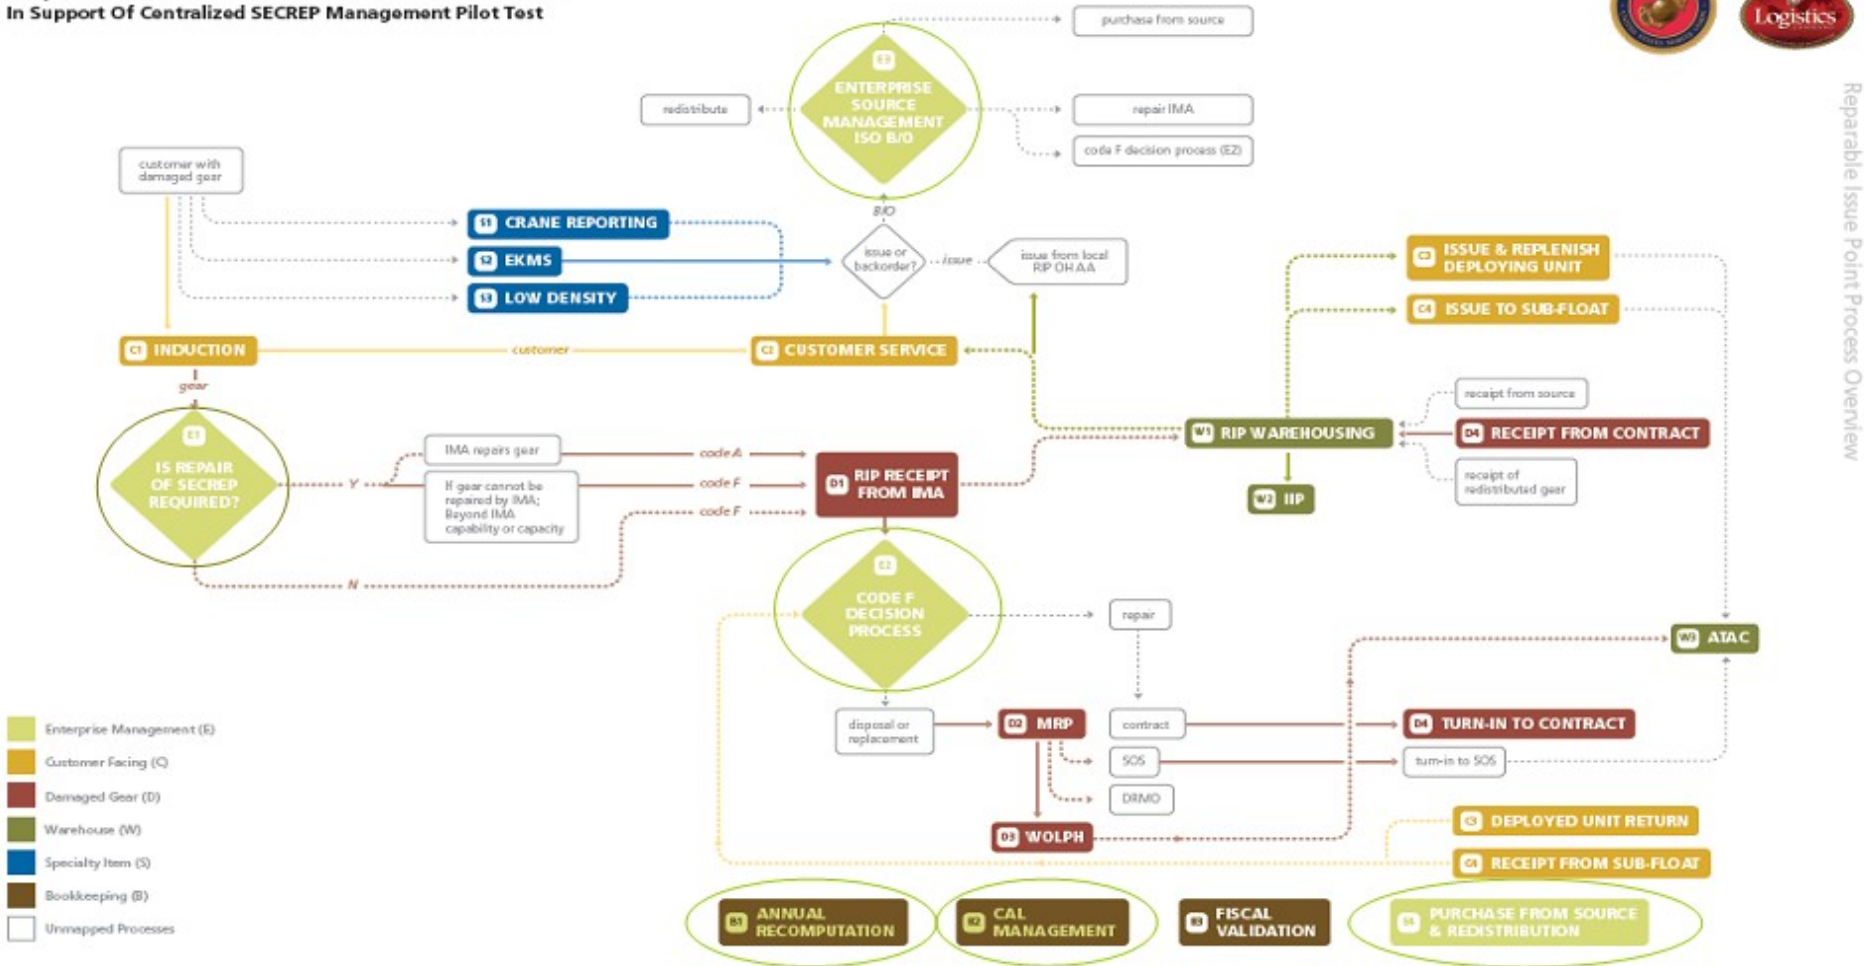 In Support Of Centralized SECREP Management Pilot Test
Logistics
Reparable Issue Point Process Overview
purchase from source
E3
ENTERPRISE
SOURCE
MANAGEMENT
ISO B/O
redistribute
repair IMA
code F decision process (E2)
customer with
damaged gear
B/O
S1 CRANE REPORTING
S2 EKMS
S3 LOW DENSITY
issue or
backorder?
issue
issue from local
RIP OH AA
C3 ISSUE & REPLENISH
DEPLOYING UNIT
C4 ISSUE TO SUB-FLOAT
C1 INDUCTION
customer
C2 CUSTOMER SERVICE
gear
receipt from source
W1 RIP WAREHOUSING
D4 RECEIPT FROM CONTRACT
receipt of
redistributed gear
W2 IIP
E1
IS REPAIR
OF SECREP
REQUIRED?
Y
IMA repairs gear
code A
If gear cannot be
repaired by IMA;
Beyond IMA
capability or capacity
code F
code F
N
D1 RIP RECEIPT
FROM IMA
E2
CODE F
DECISION
PROCESS
repair
W3 ATAC
disposal or
replacement
D2 MRP
contract
D4 TURN-IN TO CONTRACT
SOS
turn-in to SOS
DRMO
D3 WOLPH
C3 DEPLOYED UNIT RETURN
C4 RECEIPT FROM SUB-FLOAT
Enterprise Management (E)
Customer Facing (C)
Damaged Gear (D)
Warehouse (W)
Specialty Item (S)
Bookkeeping (B)
Unmapped Processes
B1 ANNUAL
RECOMPUTATION
B2 CAL
MANAGEMENT
B3 FISCAL
VALIDATION
PURCHASE FROM SOURCE
& REDISTRIBUTION